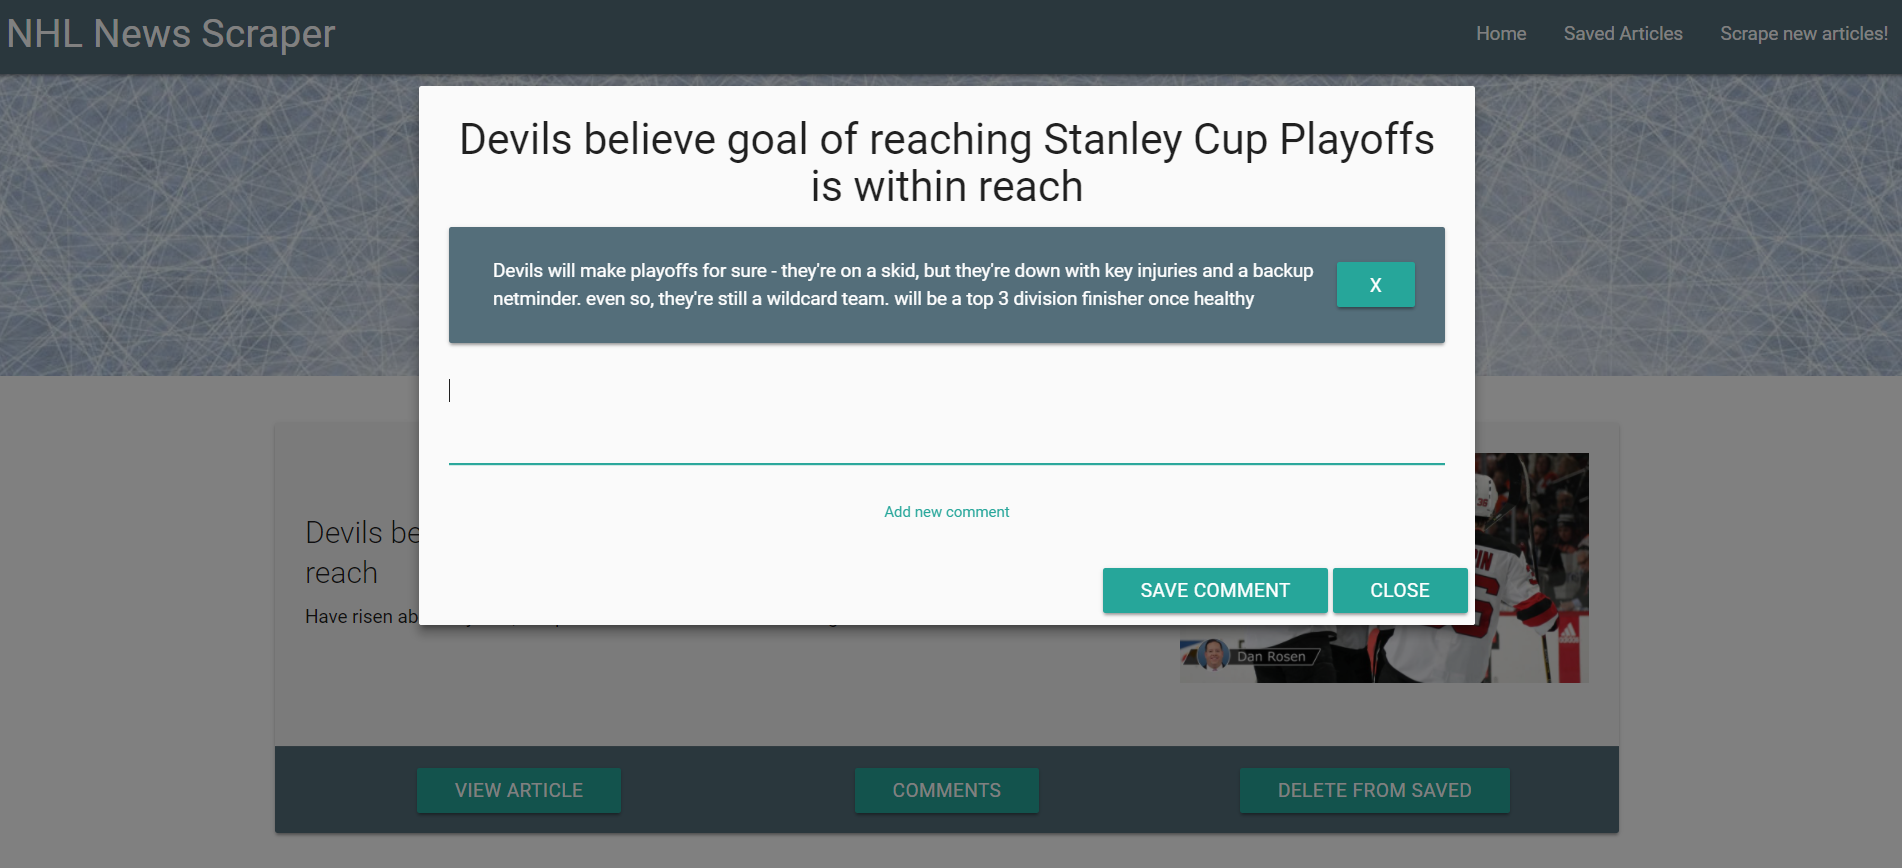 NHL News Scraper
Home
Saved Articles
Scrape new articles!
Devils believe goal of reaching Stanley Cup Playoffs
is within reach
Devils will make playoffs for sure - they're on a skid, but they're down with key injuries and a backup
netminder. even so, they're still a wildcard team. will be a top 3 division finisher once healthy
X
Add new comment
SAVE COMMENT
CLOSE
Devils be
reach
Have risen ab
Dan Rosen
VIEW ARTICLE
COMMENTS
DELETE FROM SAVED